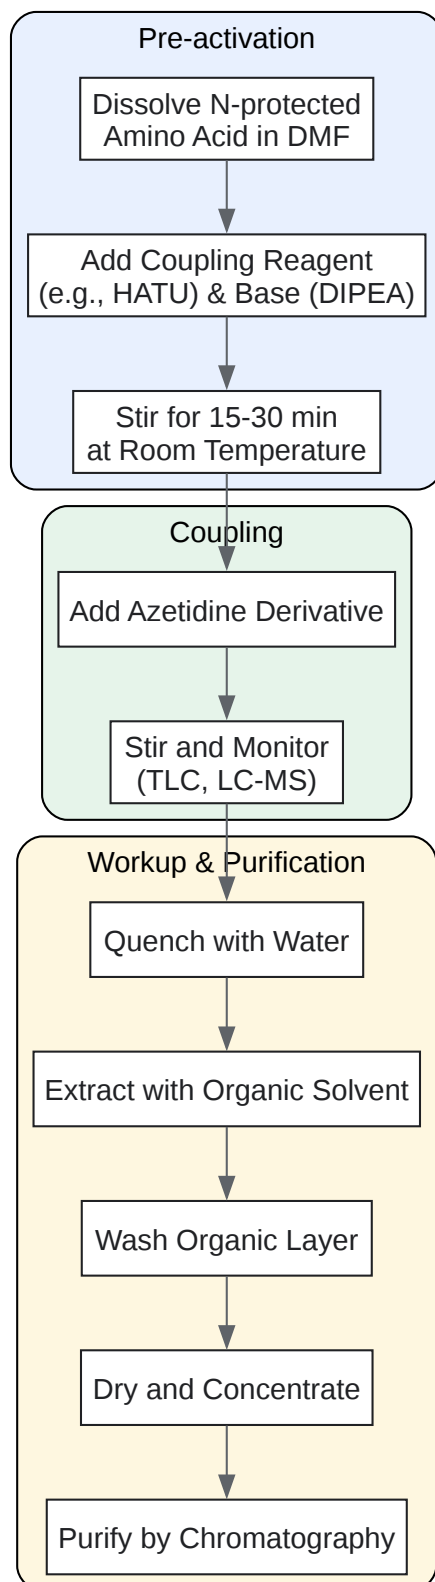 Pre-activation
Dissolve N-protected
Amino Acid in DMF
Add Coupling Reagent
(e.g., HATU) & Base (DIPEA)
Stir for 15-30 min
at Room Temperature
Coupling
Add Azetidine Derivative
Stir and Monitor
(TLC, LC-MS)
Workup & Purification
Quench with Water
Extract with Organic Solvent
Wash Organic Layer
Dry and Concentrate
Purify by Chromatography